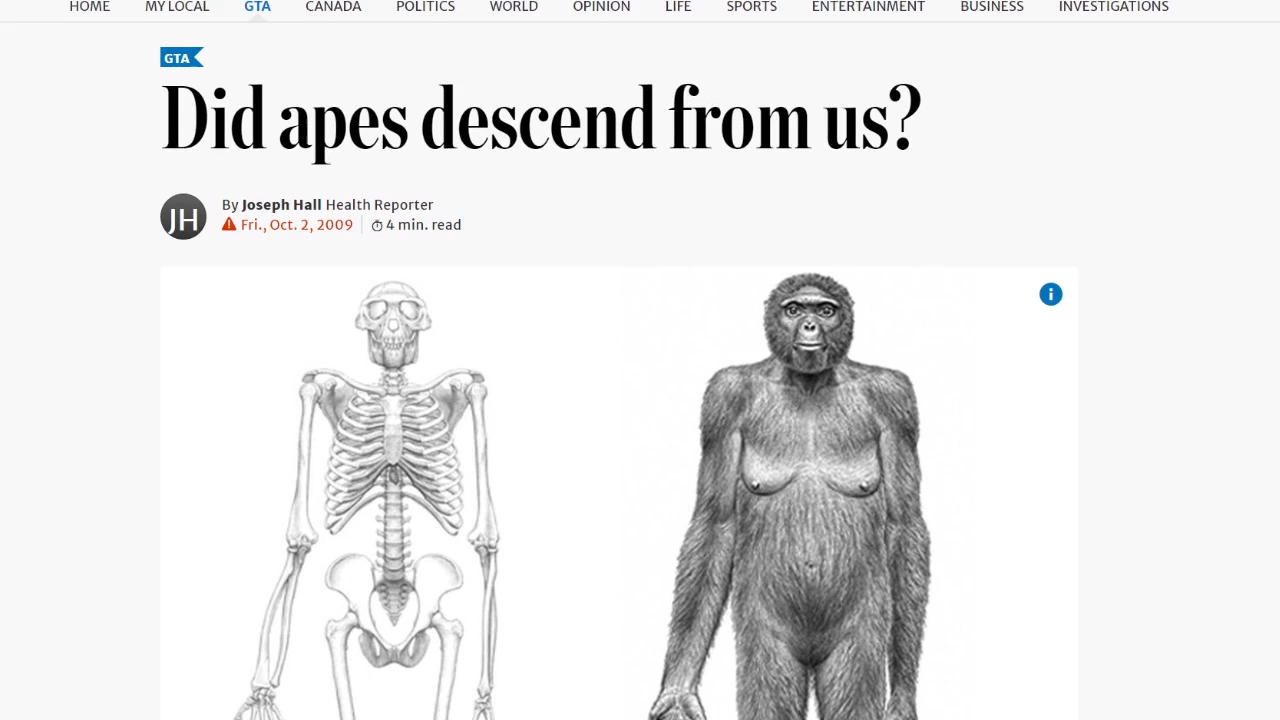 HOME MY LOCAL GTA CANADA POLITICS WORLD OPINION LIFE SPORTS ENTERTAINMENT BUSINESS INVESTIGATIONS
GTA
Did apes descend from us?
JH
By Joseph Hall Health Reporter
Fri., Oct. 2, 2009 4 min. read